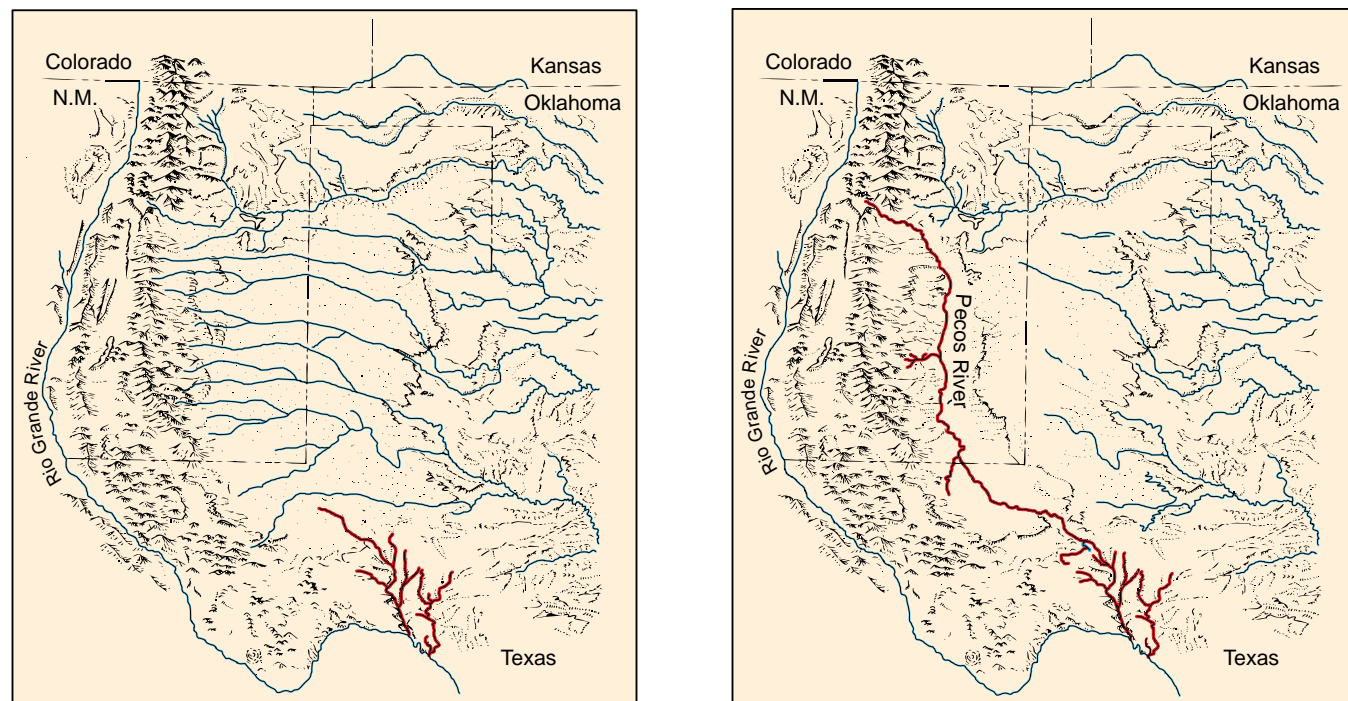 Colorado
N.M.
Kansas
Oklahoma
Rio Grande River
Texas
Colorado
N.M.
Kansas
Oklahoma
Rio Grande River
Pecos River
Texas